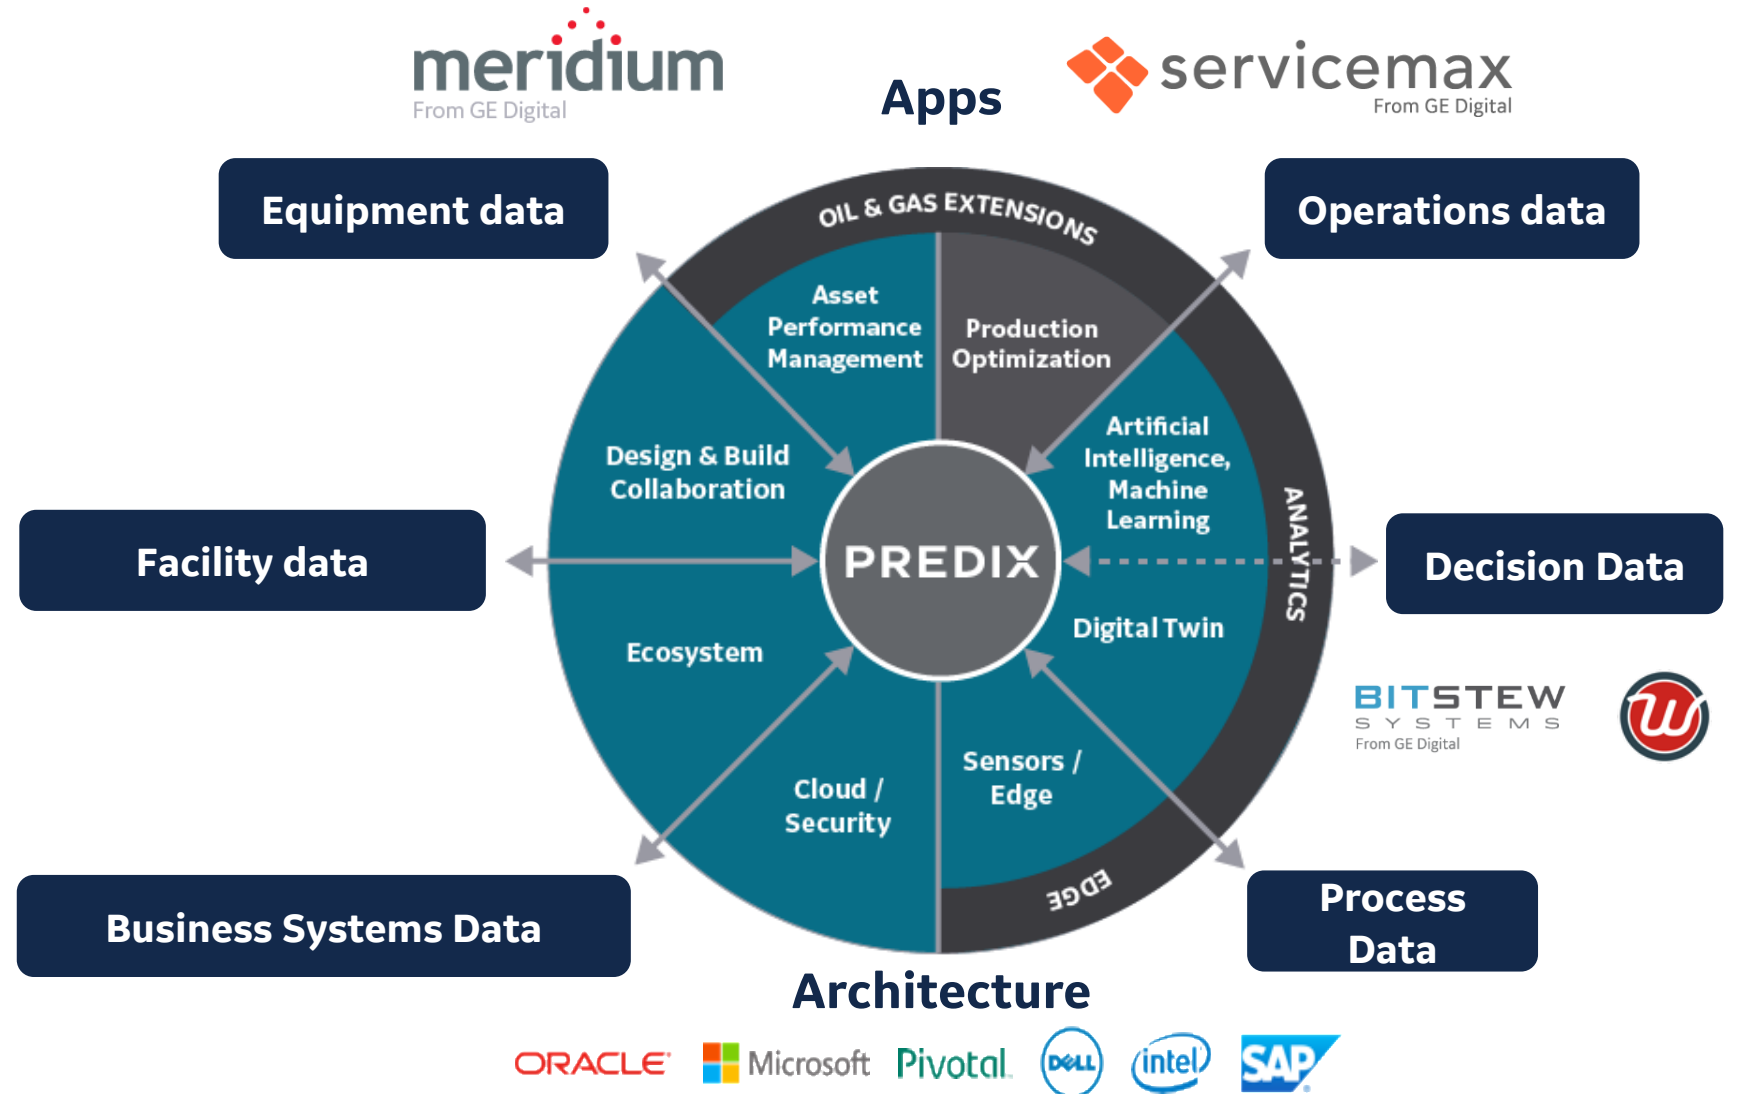 meridium
From GE Digital
Apps
servicemax
From GE Digital
Equipment data
Operations data
OIL & GAS EXTENSIONS
Asset
Performance
Management
Production
Optimization
Design & Build
Collaboration
Artificial
Intelligence,
Machine
Learning
ANALYTICS
Facility data
PREDIX
Decision Data
Ecosystem
Digital Twin
BITSTEW
SYSTEMS
From GE Digital
W
Cloud /
Security
Sensors /
Edge
EDGE
Business Systems Data
Process
Data
Architecture
ORACLE
Microsoft
Pivotal
DELL
intel
SAP